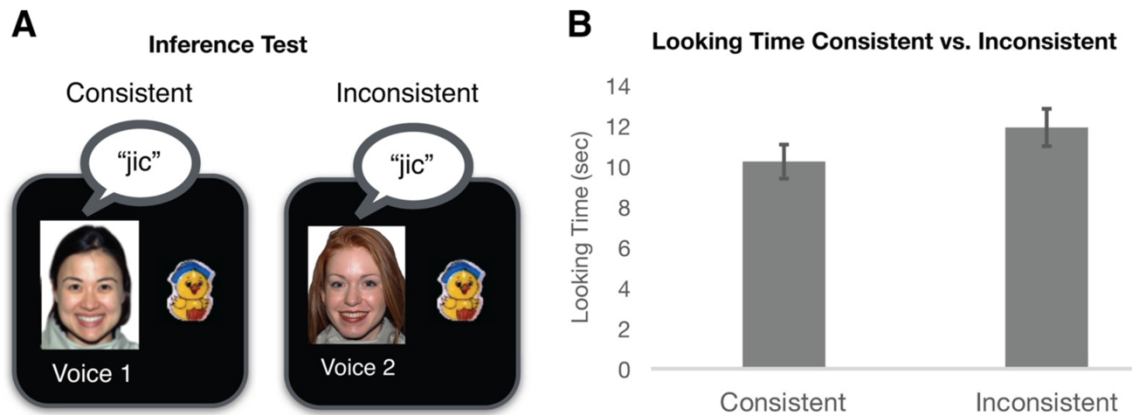 A
Inference Test
Consistent
Inconsistent
“jic”
“jic”
Voice 1
Voice 2
B
Looking Time Consistent vs. Inconsistent
Looking Time (sec)
14
12
10
8
6
4
2
0
Consistent
Inconsistent